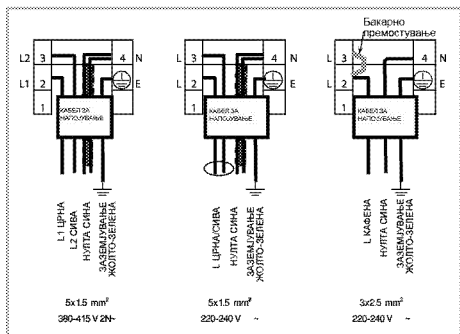 Бакарно
премостување
L2 3 4 N
L1 2 E
1
КАБЕЛ ЗА
НАПОЈУВАЊЕ
L1 ЦРНА
L2 СИВА
НУЛТА СИНА
ЗАЗЕМЈУВАЊЕ
ЖОЛТО-ЗЕЛЕНА
5x1.5 mm²
380-415 V 2N~
L 3 4 N
L 2 E
1
КАБЕЛ ЗА
НАПОЈУВАЊЕ
L ЦРНА/СИВА
НУЛТА СИНА
ЗАЗЕМЈУВАЊЕ
ЖОЛТО-ЗЕЛЕНА
5x1.5 mm²
220-240 V ~
L 3 4 N
L 2 E
1
КАБЕЛ ЗА
НАПОЈУВАЊЕ
L КАФЕНА
НУЛТА СИНА
ЗАЗЕМЈУВАЊЕ
ЖОЛТО-ЗЕЛЕНА
3x2.5 mm²
220-240 V ~